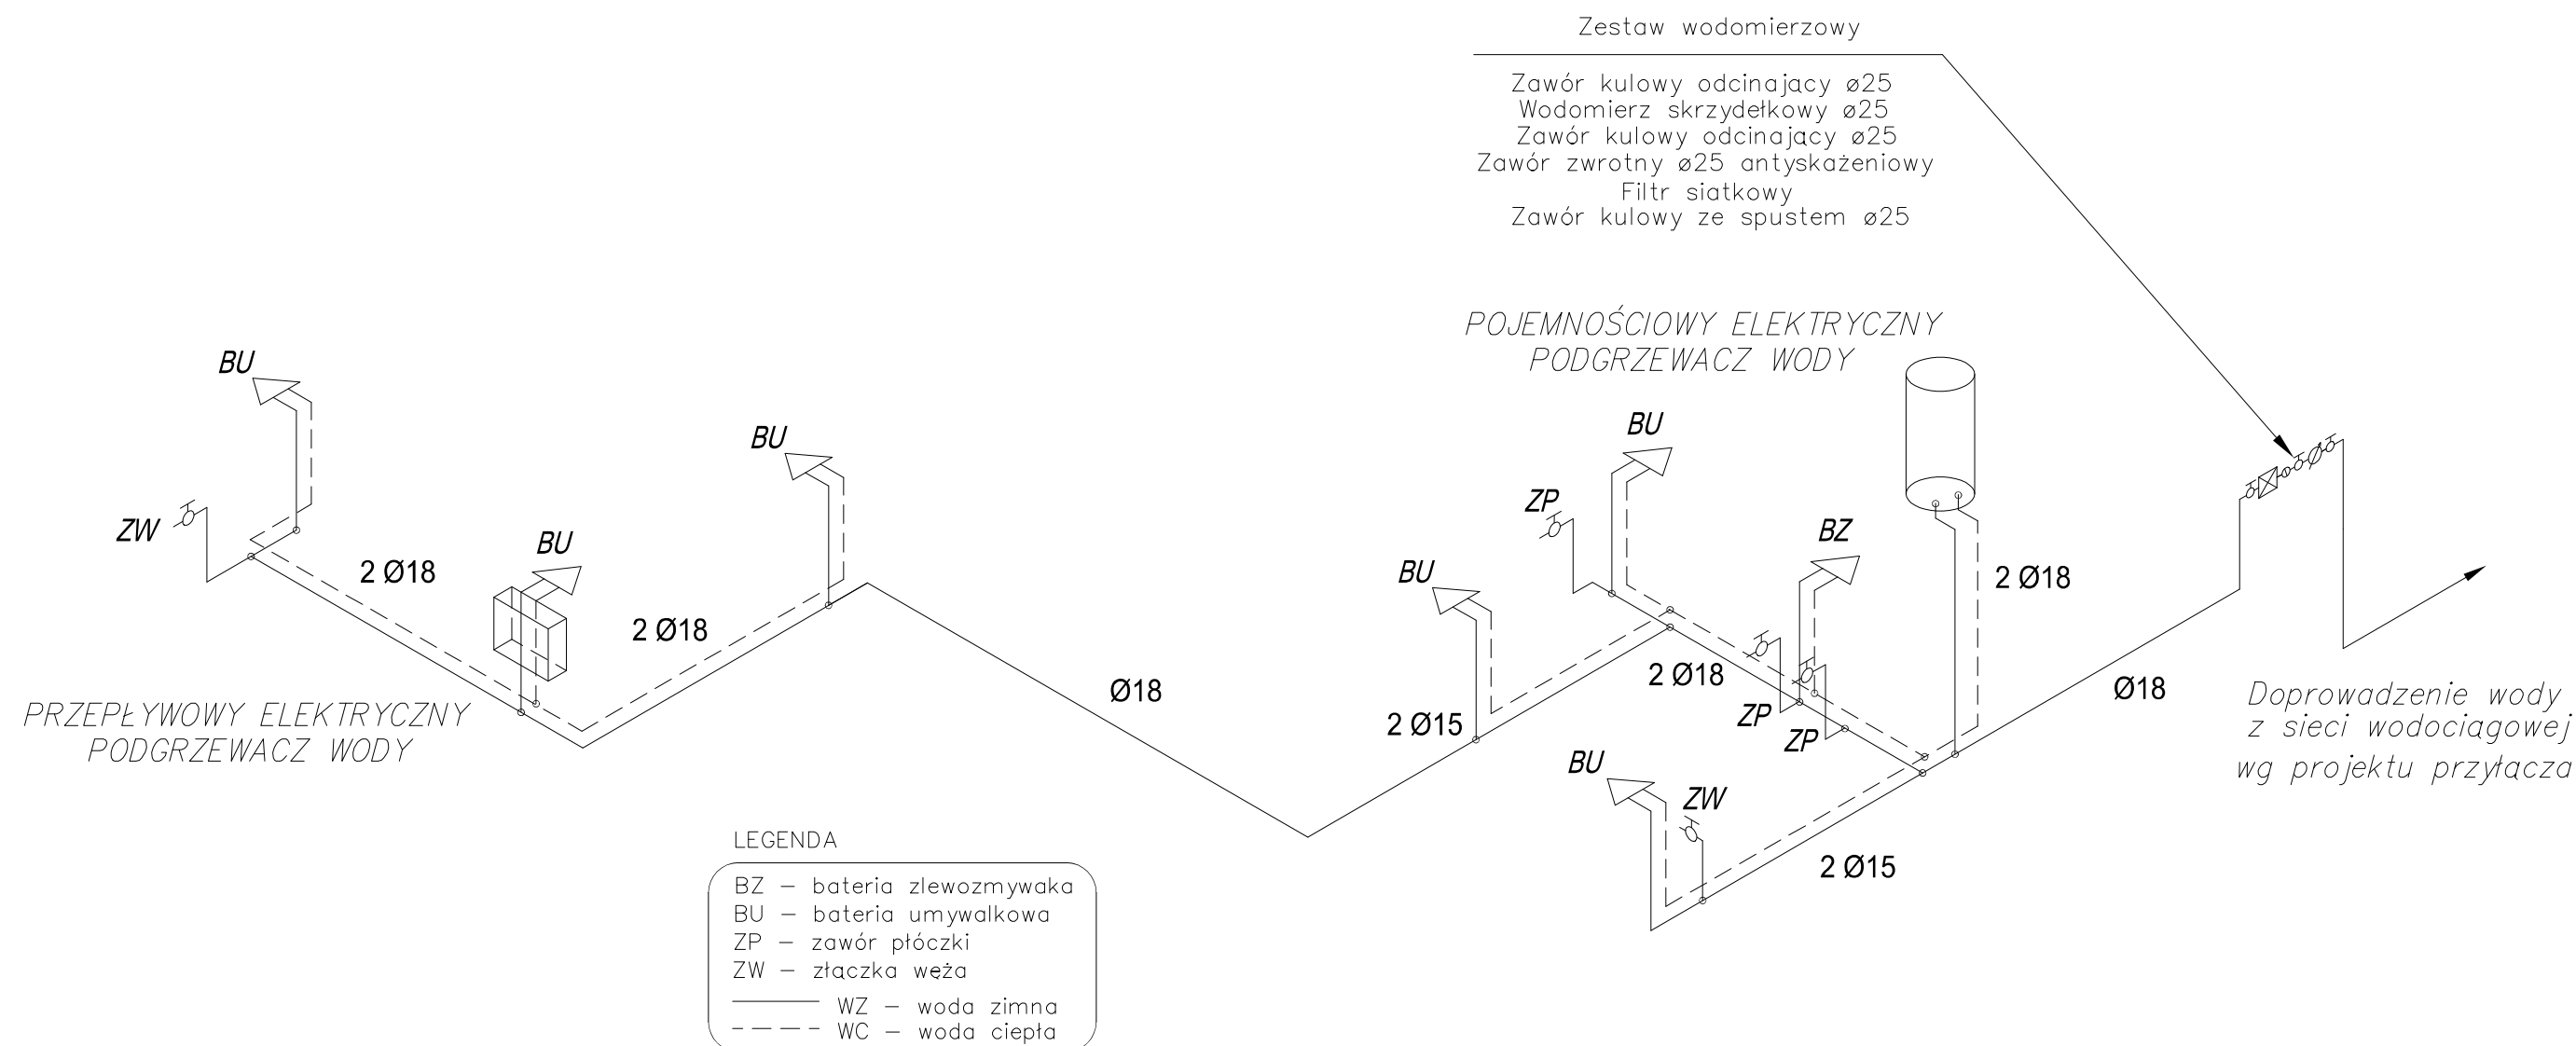 Zestaw wodomierzowy
Zawór kulowy odcinający ø25
Wodomierz skrzydełkowy ø25
Zawór kulowy odcinający ø25
Zawór zwrotny ø25 antyskażeniowy
Filtr siatkowy
Zawór kulowy ze spustem ø25
POJEMNOŚCIOWY ELEKTRYCZNY
PODGRZEWACZ WODY
BU
BU
BU
ZP
ZW
BZ
BU
BU
2 Ø18
2 Ø18
2 Ø18
2 Ø18
Ø18
Ø18
2 Ø15
ZP
ZP
PRZEPŁYWOWY ELEKTRYCZNY
PODGRZEWACZ WODY
Doprowadzenie wody
z sieci wodociągowej
wg projektu przyłącza
BU
ZW
2 Ø15
LEGENDA
BZ – bateria zlewozmywaka
BU – bateria umywalkowa
ZP – zawór płóczki
ZW – złączka węża
WZ – woda zimna
WC – woda ciepła